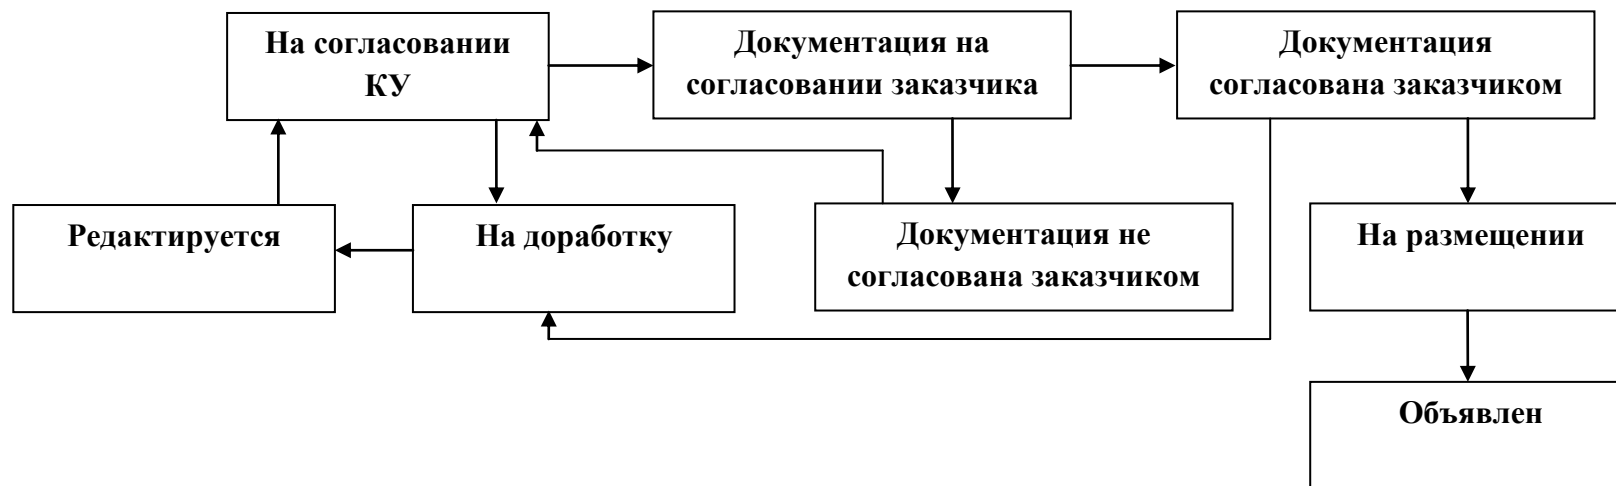 На согласовании
КУ
Документация на
согласовании заказчика
Документация
согласована заказчиком
Редактируется
На доработку
Документация не
согласована заказчиком
На размещении
Объявлен